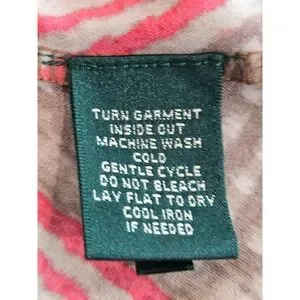 TURN GARMENT
INSIDE OUT
MACHINE WASH
COLD
GENTLE CYCLE
DO NOT BLEACH
LAY FLAT TO DRY
COOL IRON
IF NEEDED